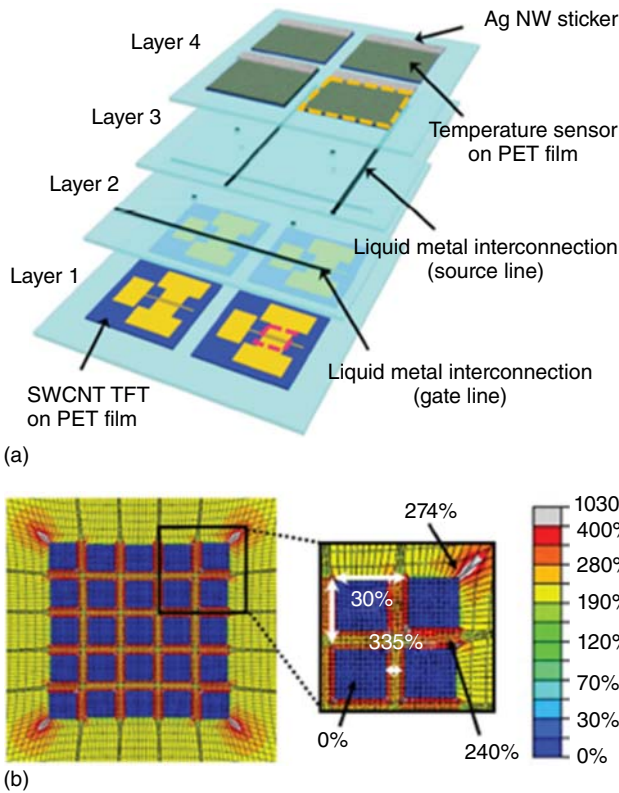 Layer 4
Ag NW sticker
Layer 3
Temperature sensor
on PET film
Layer 2
Liquid metal interconnection
(source line)
Layer 1
Liquid metal interconnection
(gate line)
SWCNT TFT
on PET film
(a)
274%
30%
335%
0%
240%
1030
400%
280%
190%
120%
70%
30%
0%
(b)